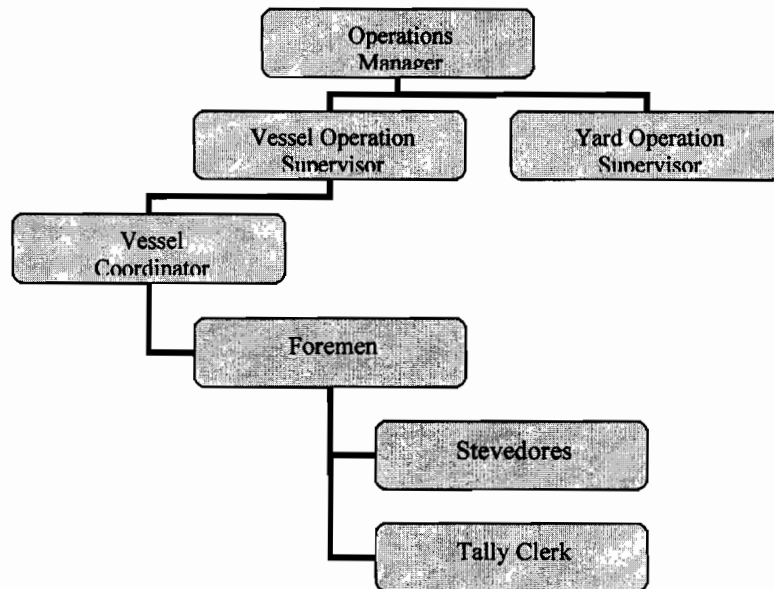 Operations
Manager
Vessel Operation
Supervisor
Yard Operation
Supervisor
Vessel
Coordinator
Foremen
Stevedores
Tally Clerk